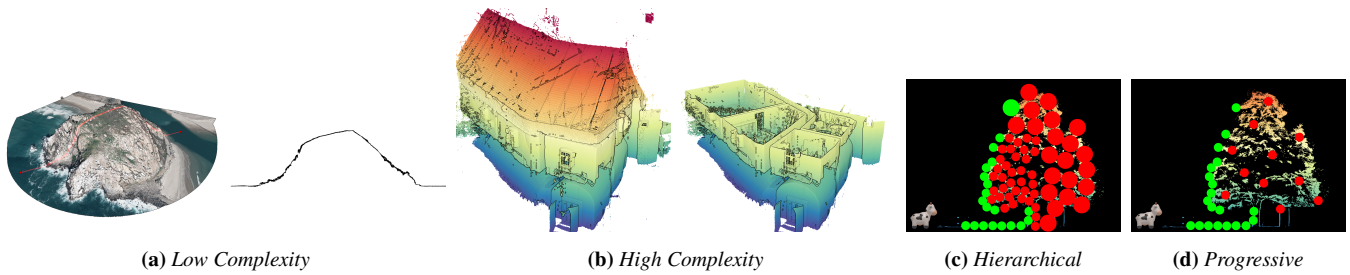 (a) Low Complexity
(b) High Complexity
(c) Hierarchical
(d) Progressive